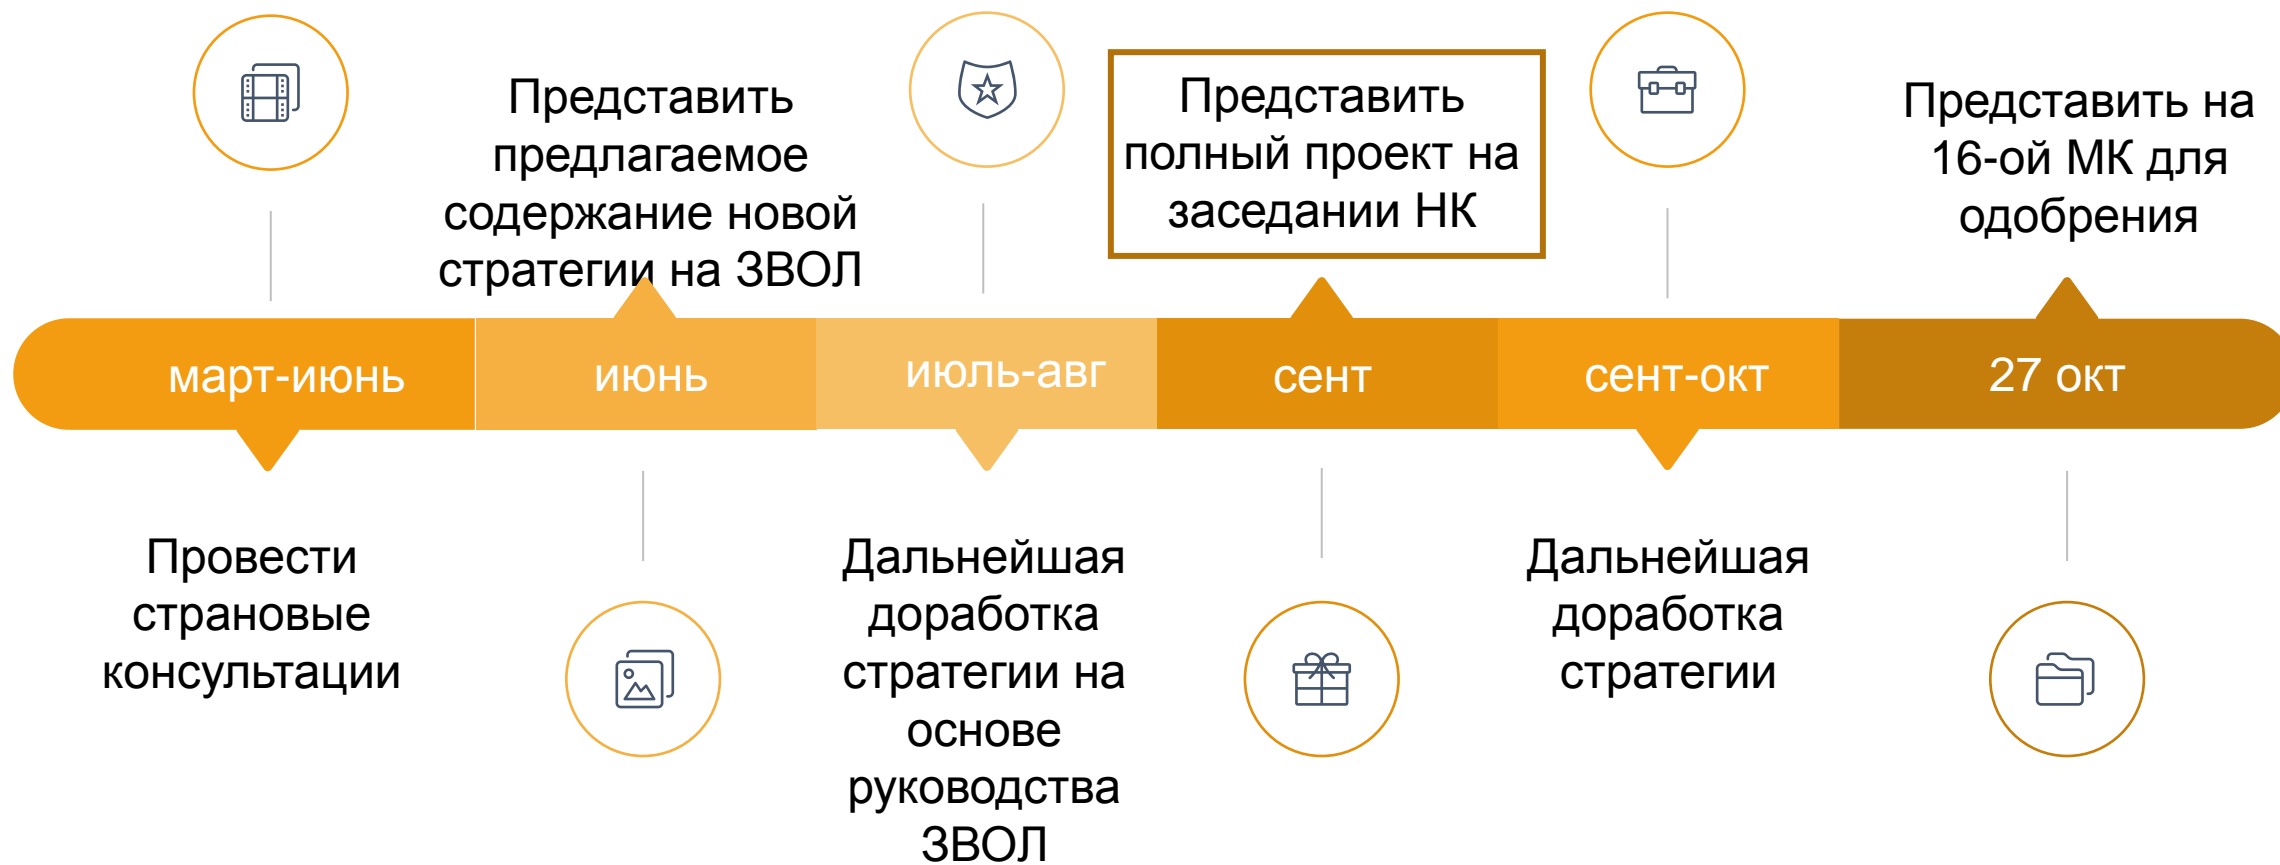 Представить
предлагаемое
содержание новой
стратегии на ЗВОЛ
Представить
полный проект на
заседании НК
Представить на
16-ой МК для
одобрения
март-июнь
июнь
июль-авг
сент
сент-окт
27 окт
Провести
страновые
консультации
Дальнейшая
доработка
стратегии на
основе
руководства
ЗВОЛ
Дальнейшая
доработка
стратегии